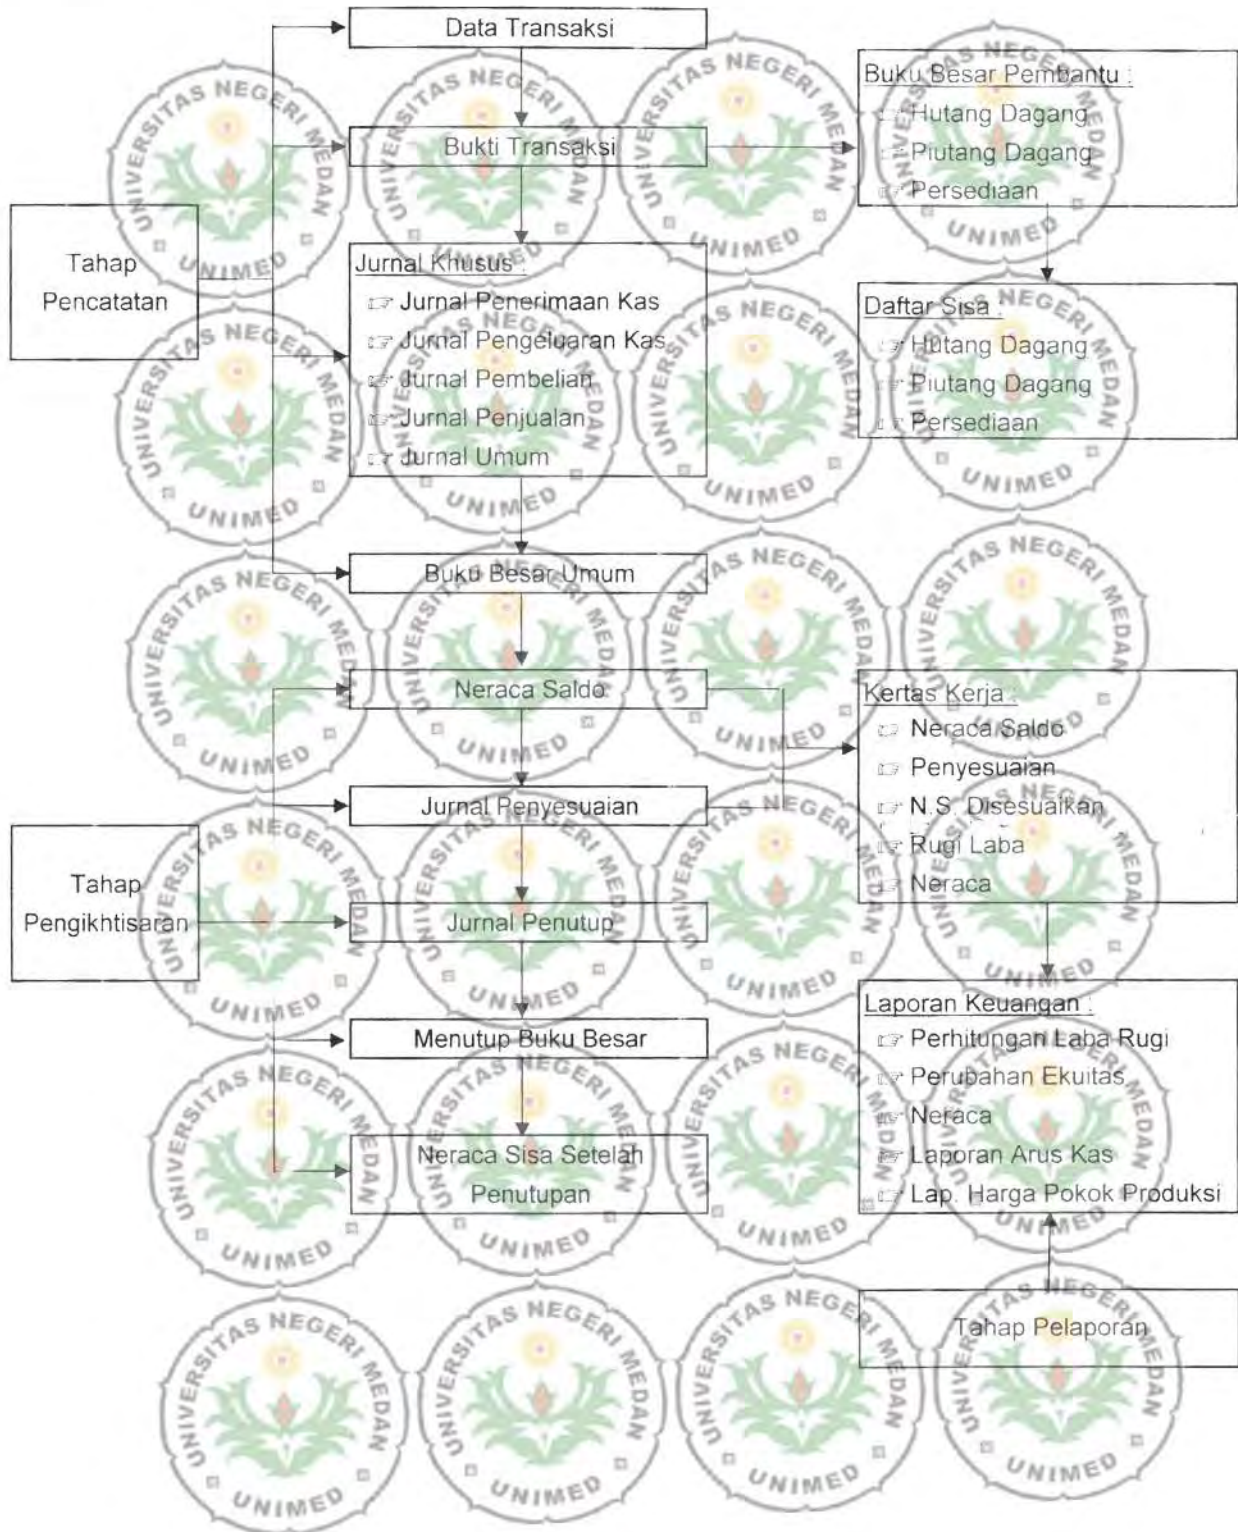 Data Transaksi
Bukti Transaksi
Buku Besar Pembantu :
Hutang Dagang
Piutang Dagang
Persediaan
Tahap
Pencatatan
Jurnal Khusus :
Jurnal Penerimaan Kas
Jurnal Pengeluaran Kas
Jurnal Pembelian
Jurnal Penjualan
Jurnal Umum
Daftar Sisa :
Hutang Dagang
Piutang Dagang
Persediaan
Buku Besar Umum
Neraca Saldo
Jurnal Penyesuaian
Kertas Kerja :
Neraca Saldo
Penyesuaian
N.S. Disesuaikan
Rugi Laba
Neraca
Tahap
Pengikhtisaran
Jurnal Penutup
Menutup Buku Besar
Neraca Sisa Setelah
Penutupan
Laporan Keuangan :
Perhitungan Laba Rugi
Perubahan Ekuitas
Neraca
Laporan Arus Kas
Lap. Harga Pokok Produksi
Tahap Pelaporan
UNIVERSITAS NEGERI MEDAN
UNIMED